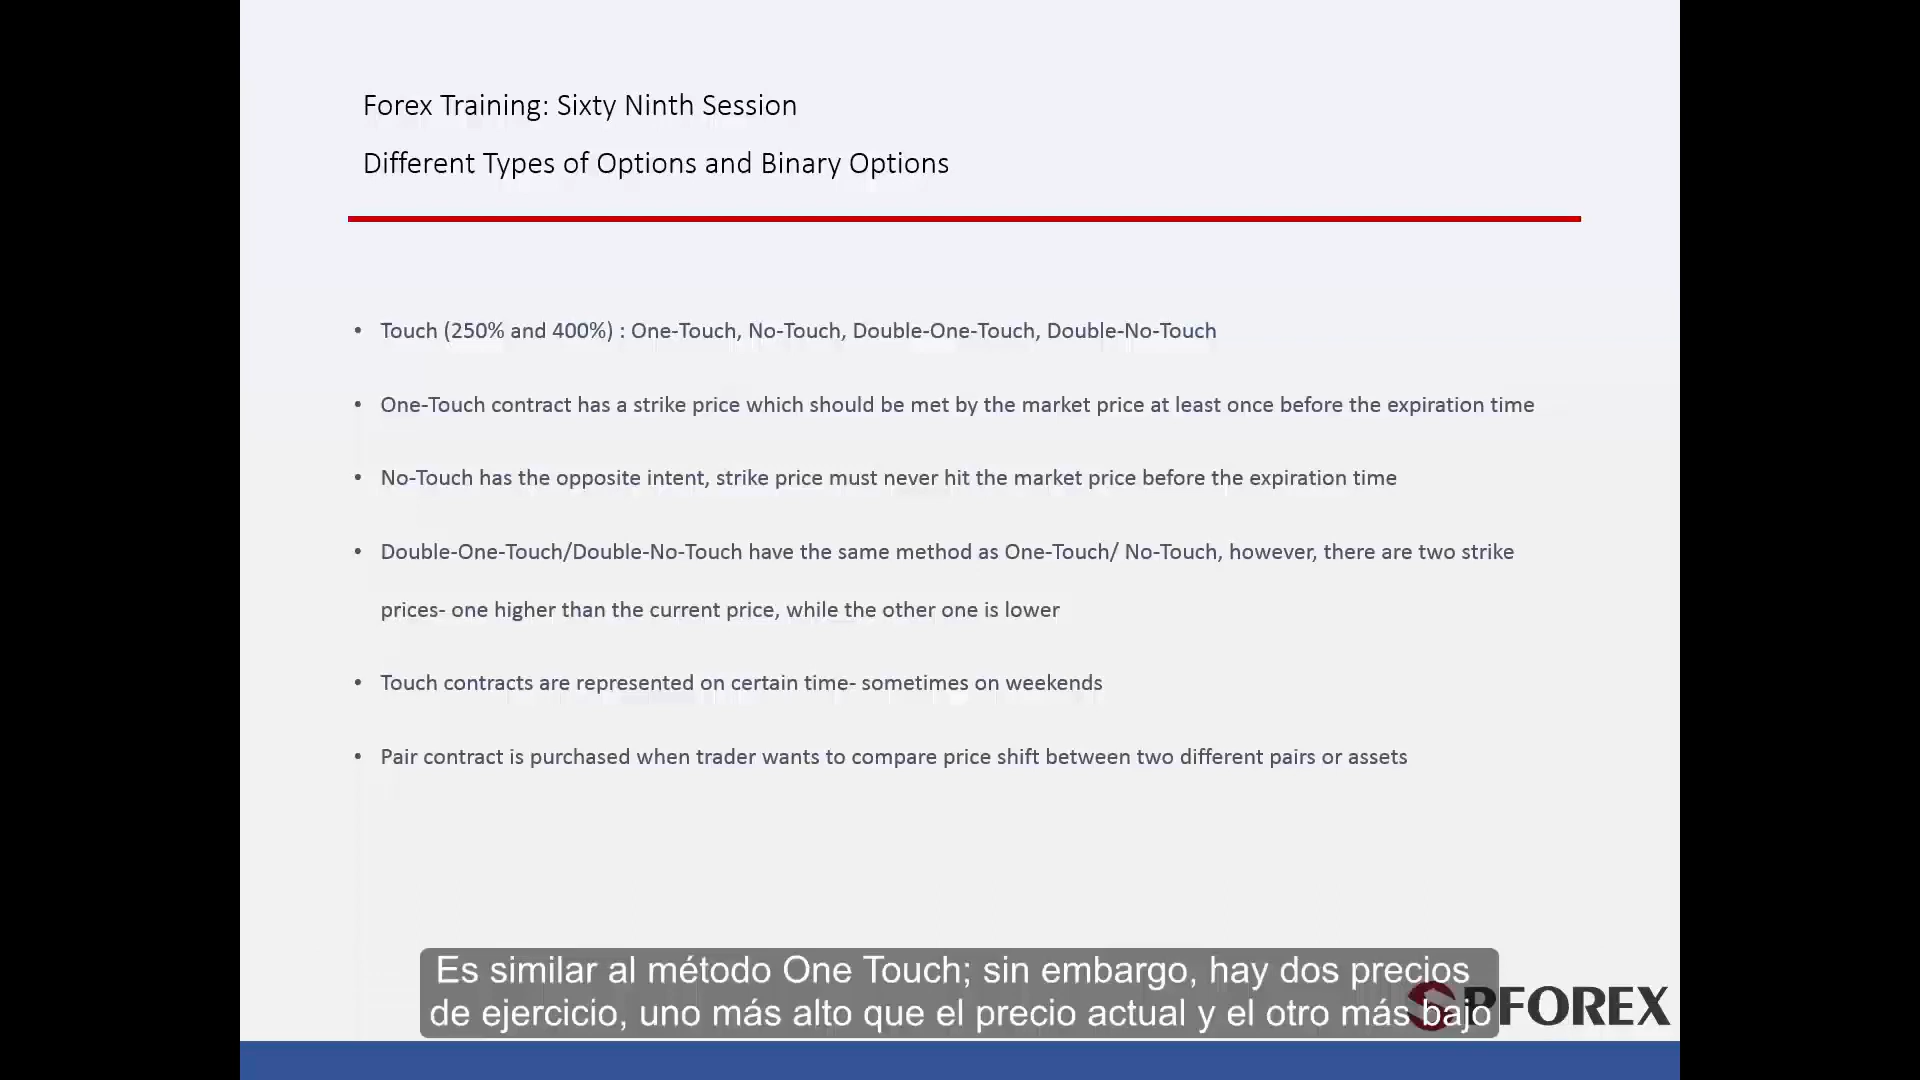 Forex Training: Sixty Ninth Session
Different Types of Options and Binary Options
• Touch (250% and 400%) : One-Touch, No-Touch, Double-One-Touch, Double-No-Touch
• One-Touch contract has a strike price which should be met by the market price at least once before the expiration time
• No-Touch has the opposite intent, strike price must never hit the market price before the expiration time
• Double-One-Touch/Double-No-Touch have the same method as One-Touch/ No-Touch, however, there are two strike
prices- one higher than the current price, while the other one is lower
• Touch contracts are represented on certain time- sometimes on weekends
• Pair contract is purchased when trader wants to compare price shift between two different pairs or assets
Es similar al método One Touch; sin embargo, hay dos precios
de ejercicio, uno más alto que el precio actual y el otro más bajo
PFOREX